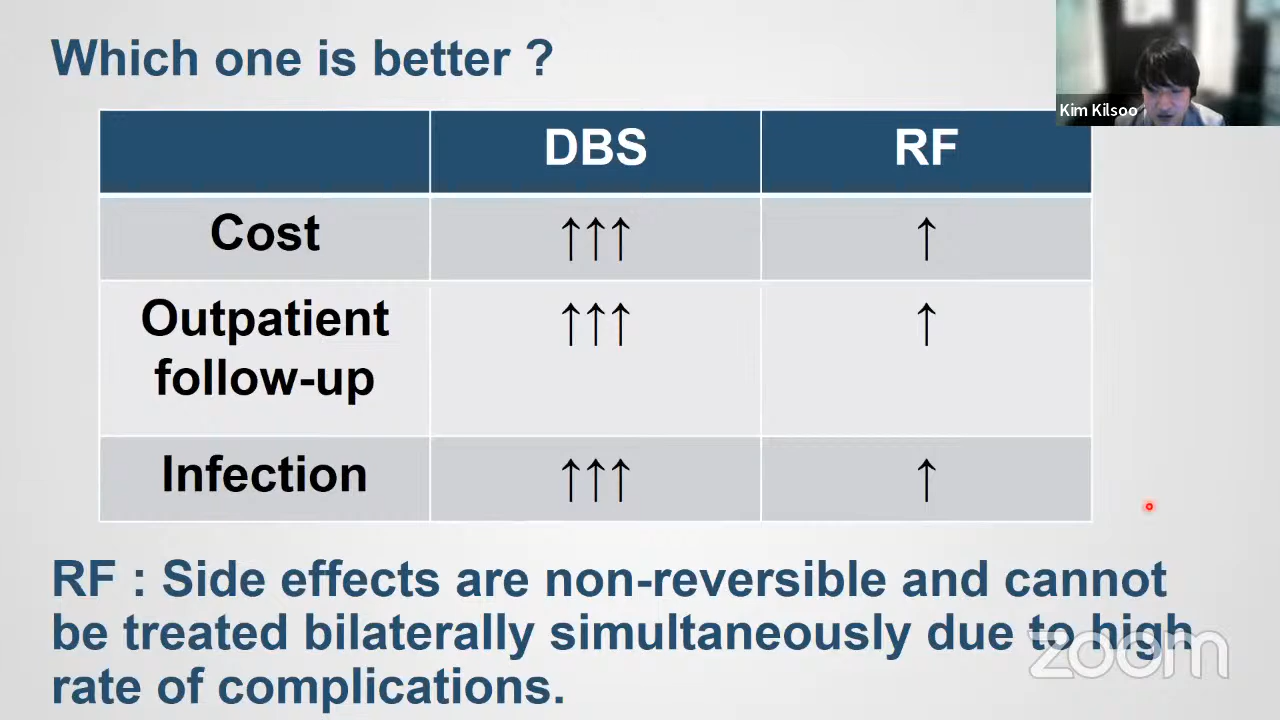 Which one is better ?
Kim Kilsoo
DBS RF
Cost ↑↑↑ ↑
Outpatient
follow-up ↑↑↑ ↑
Infection ↑↑↑ ↑
RF : Side effects are non-reversible and cannot
be treated bilaterally simultaneously due to high
rate of complications.
zoom